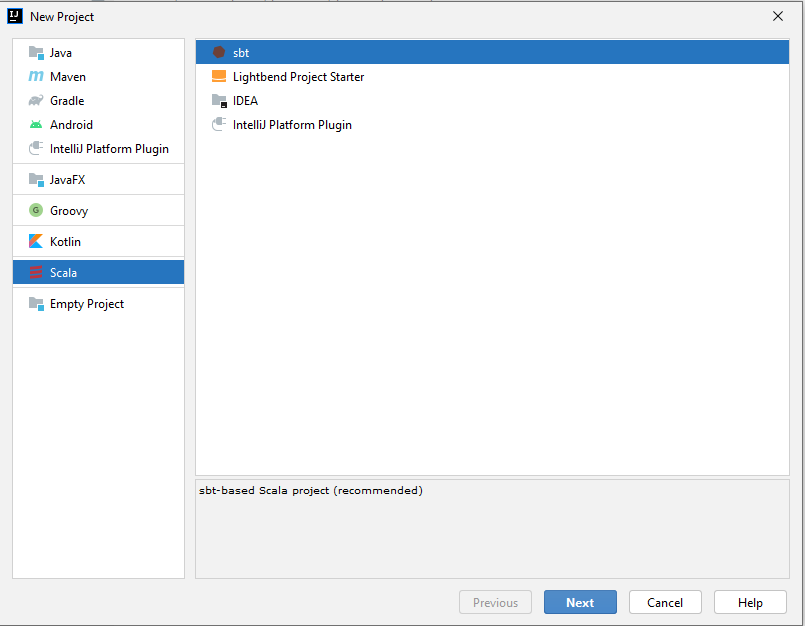 New Project
Java
Maven
Gradle
Android
IntelliJ Platform Plugin
JavaFX
Groovy
Kotlin
Scala
Empty Project
sbt
Lightbend Project Starter
IDEA
IntelliJ Platform Plugin
sbt-based Scala project (recommended)
Previous Next Cancel Help